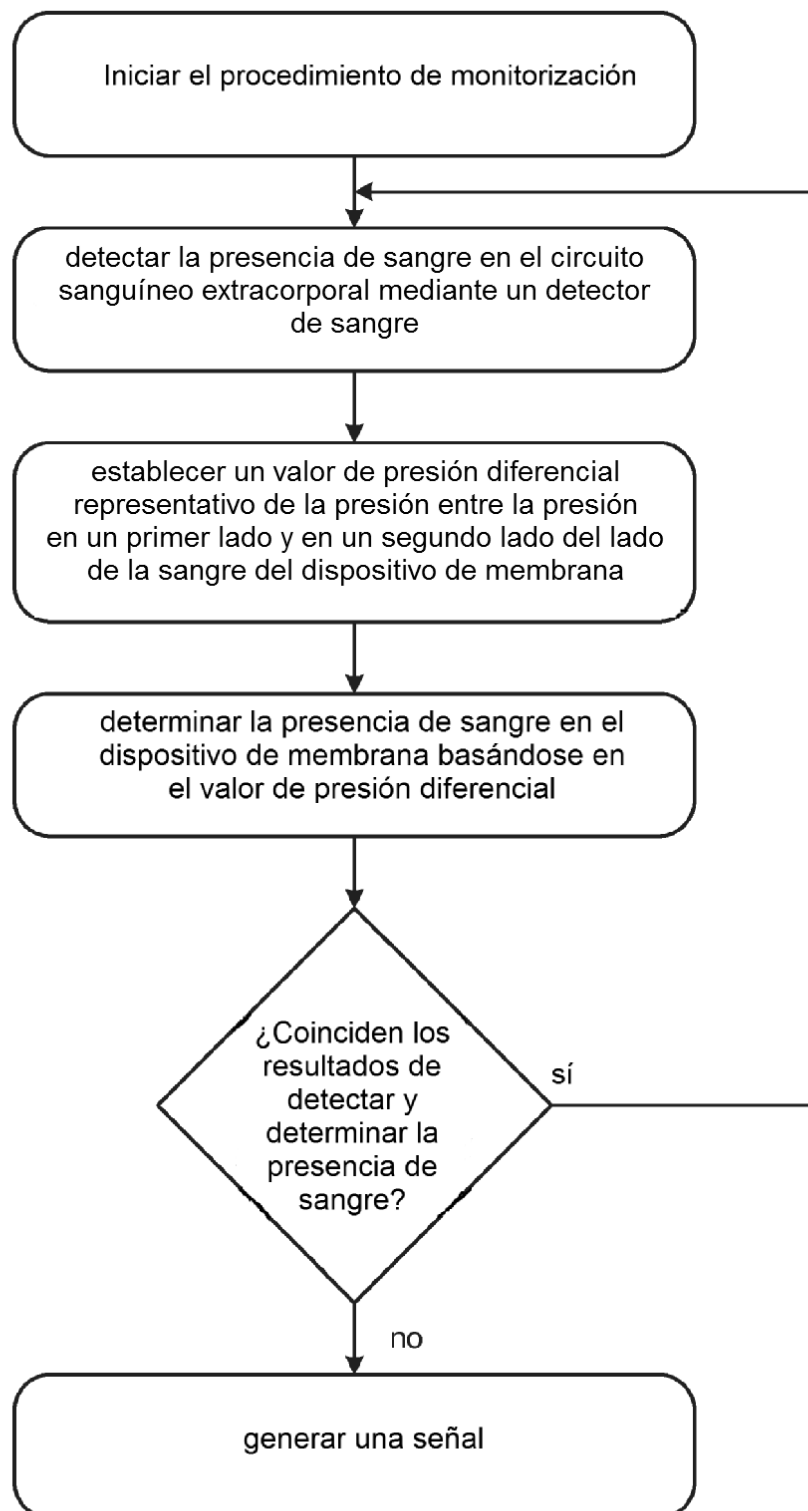 Iniciar el procedimiento de monitorización
detectar la presencia de sangre en el circuito
sanguíneo extracorporal mediante un detector
de sangre
establecer un valor de presión diferencial
representativo de la presión entre la presión
en un primer lado y en un segundo lado del lado
de la sangre del dispositivo de membrana
determinar la presencia de sangre en el
dispositivo de membrana basándose en
el valor de presión diferencial
¿Coinciden los
resultados de
detectar y
determinar la
presencia de
sangre?
sí
no
generar una señal